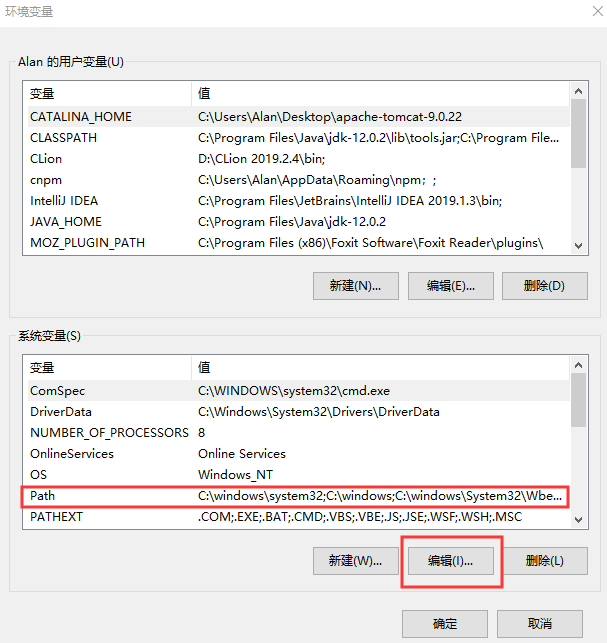 环境变量
Alan 的用户变量(U)
变量 值
CATALINA_HOME C:\Users\Alan\Desktop\apache-tomcat-9.0.22
CLASSPATH C:\Program Files\Java\jdk-12.0.2\lib\tools.jar;C:\Program File...
CLion D:\CLion 2019.2.4\bin;
cnpm C:\Users\Alan\AppData\Roaming\npm；;
IntelliJ IDEA C:\Program Files\JetBrains\IntelliJ IDEA 2019.1.3\bin;
JAVA_HOME C:\Program Files\Java\jdk-12.0.2
MOZ_PLUGIN_PATH C:\Program Files (x86)\Foxit Software\Foxit Reader\plugins\
新建(N)... 编辑(E)... 删除(D)
系统变量(S)
变量 值
ComSpec C:\WINDOWS\system32\cmd.exe
DriverData C:\Windows\System32\Drivers\DriverData
NUMBER_OF_PROCESSORS 8
OnlineServices Online Services
OS Windows_NT
Path C:\windows\system32;C:\windows;C:\windows\System32\Wbe...
PATHEXT .COM;.EXE;.BAT;.CMD;.VBS;.VBE;.JS;.JSE;.WSF;.WSH;.MSC
新建(W)... 编辑(I)... 删除(L)
确定 取消